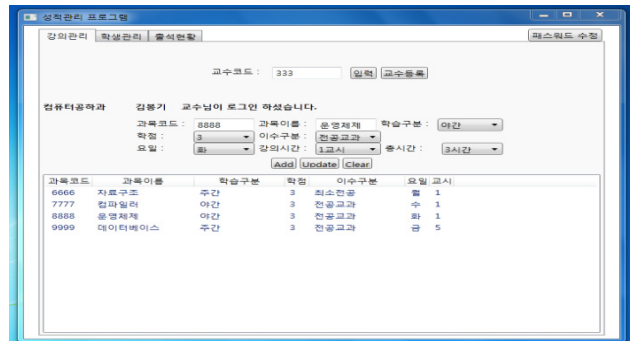 성적관리 프로그램
강의관리 학생관리 출석현황 패스워드 수정
교수코드 : 333 입력 교수등록
컴퓨터공하과 김봉기 교수님이 로그인 하셨습니다.
과목코드 : 8888 과목이름 : 운영체제 학습구분 : 야간
학점 : 3 이수구분 : 전공교과
요일 : 화 강의시간 : 1교시 총시간 : 3시간
Add Update Clear
과목코드 과목이름 학습구분 학점 이수구분 요일 교시
6666 자료구조 주간 3 최소전공 월 1
7777 컴파일러 야간 3 전공교과 수 1
8888 운영체제 야간 3 전공교과 화 1
9999 데이터베이스 주간 3 전공교과 금 5